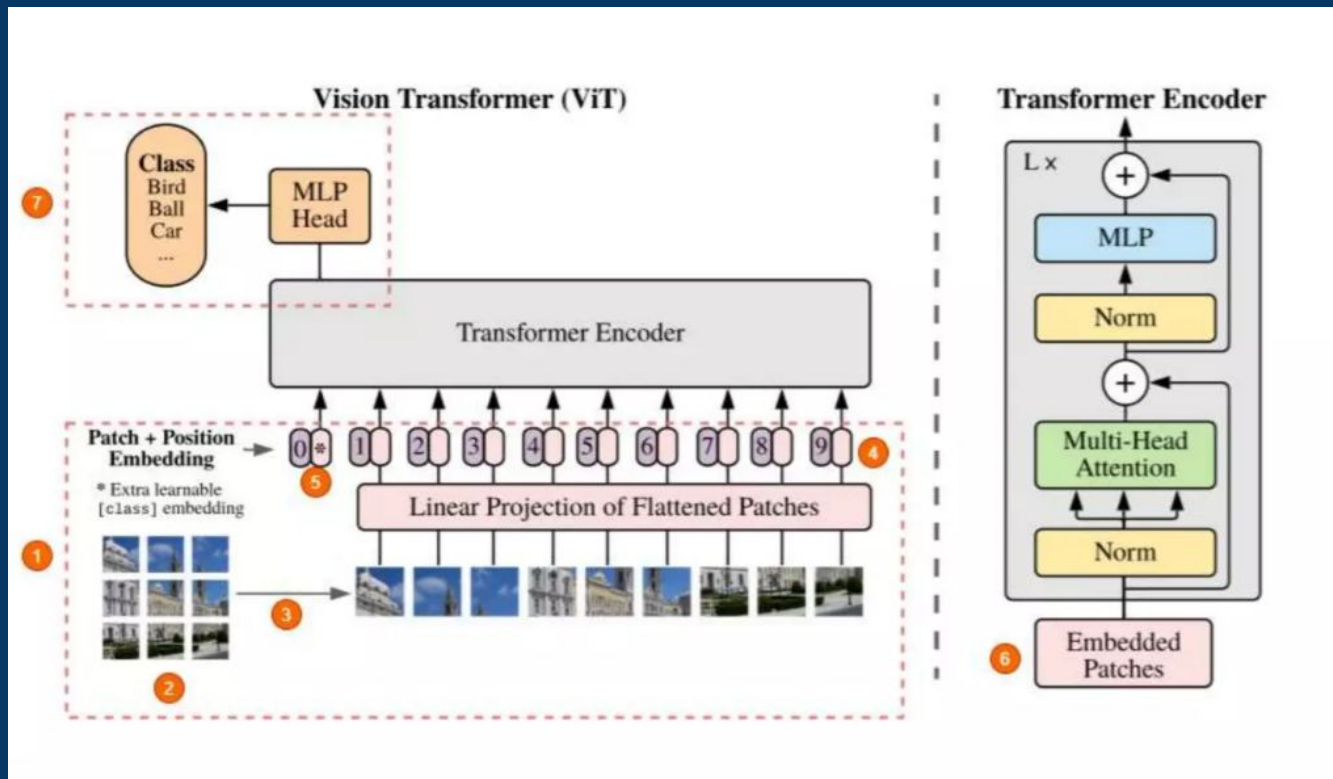 Vision Transformer (ViT)
7
Class
Bird
Ball
Car
...
MLP
Head
Transformer Encoder
Patch + Position
Embedding
* Extra learnable
[class] embedding
0 *
1
2
3
4
5
6
7
8
9
4
5
Linear Projection of Flattened Patches
1
3
2
Transformer Encoder
L x
+
MLP
Norm
+
Multi-Head
Attention
Norm
6
Embedded
Patches